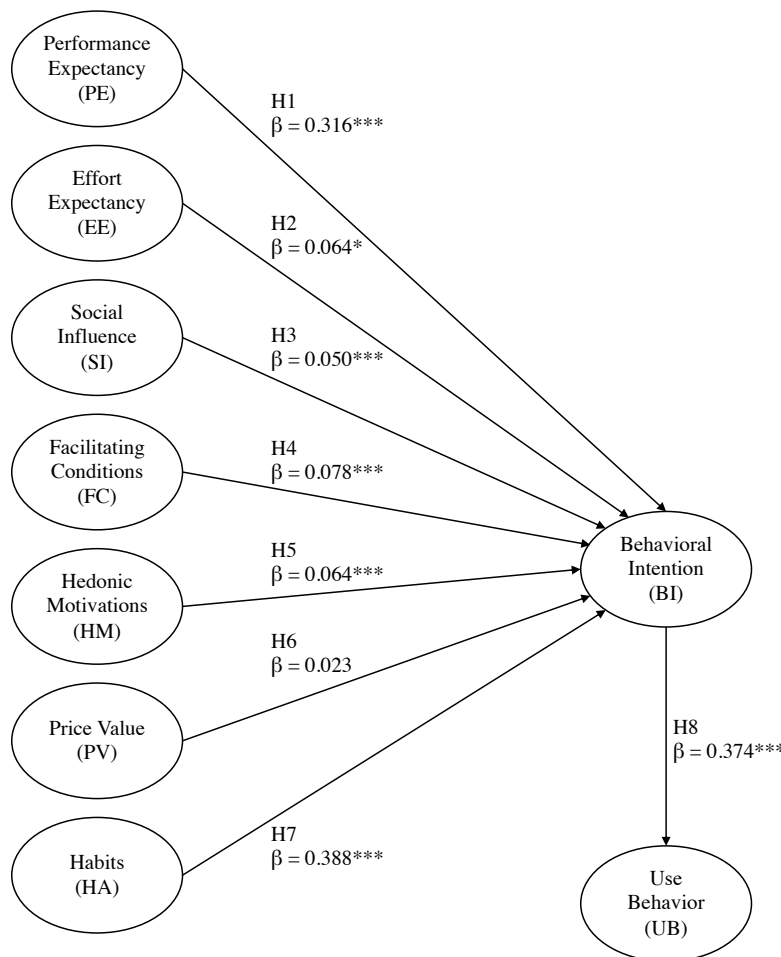 Performance
Expectancy
(PE)
H1
β = 0.316***
Effort
Expectancy
(EE)
H2
β = 0.064*
Social
Influence
(SI)
H3
β = 0.050***
Facilitating
Conditions
(FC)
H4
β = 0.078***
Hedonic
Motivations
(HM)
H5
β = 0.064***
Behavioral
Intention
(BI)
Price Value
(PV)
H6
β = 0.023
H8
β = 0.374***
Habits
(HA)
H7
β = 0.388***
Use
Behavior
(UB)